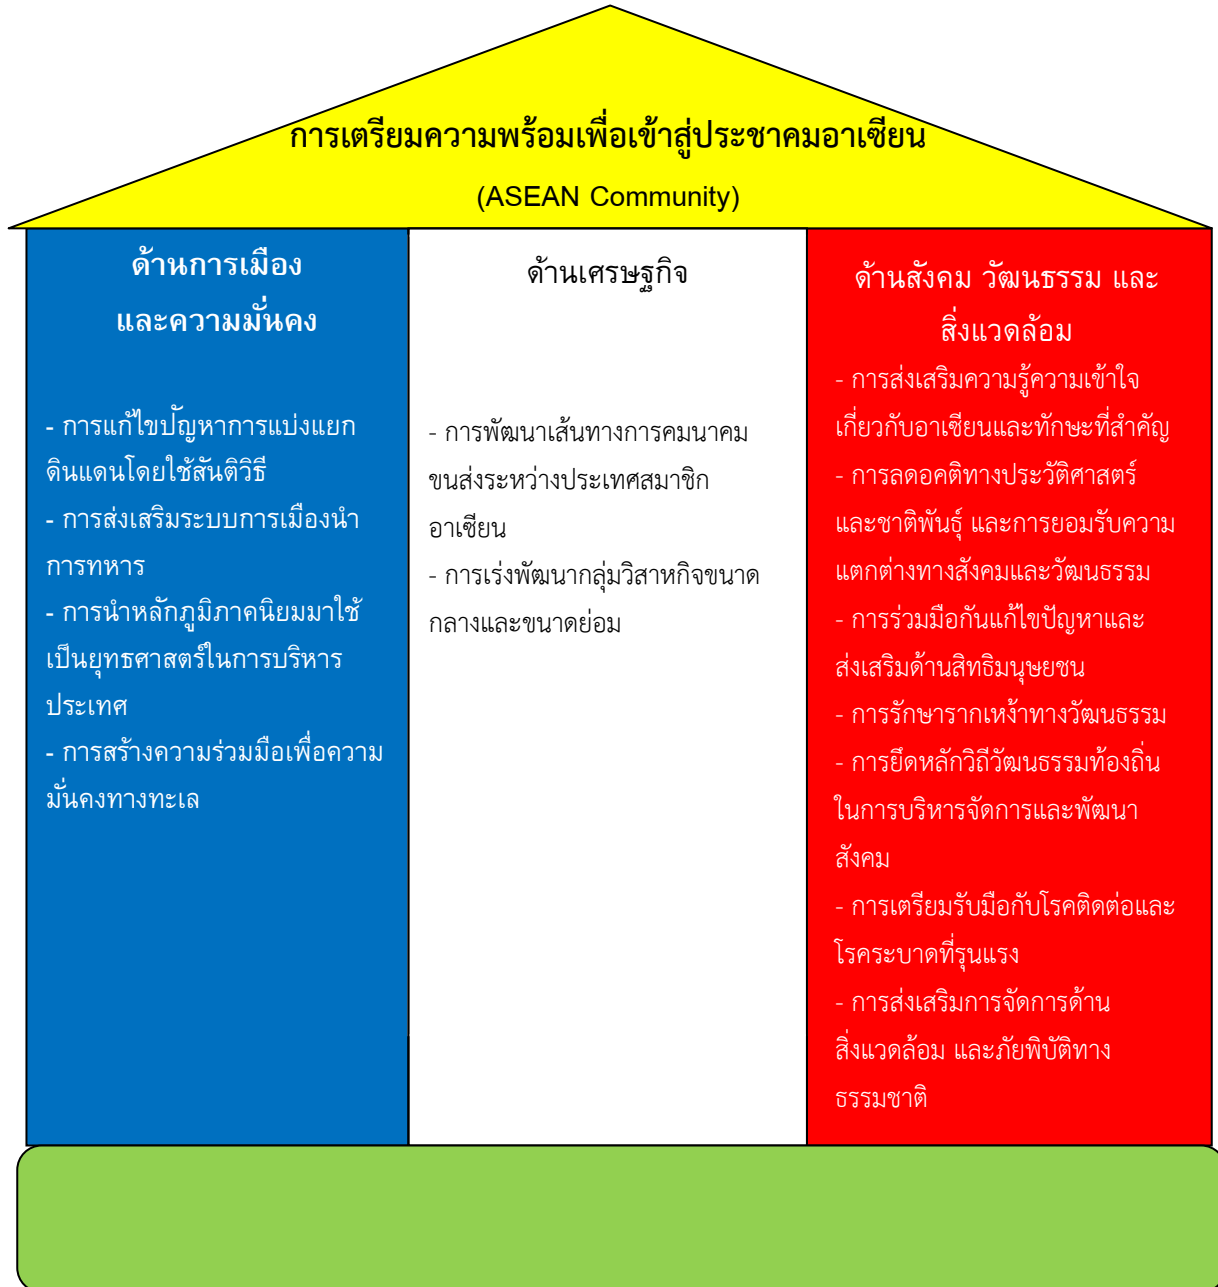 การเตรียมความพร้อมเพื่อเข้าสู่ประชาคมอาเซียน
(ASEAN Community)
ด้านการเมือง
และความมั่นคง
- การแก้ไขปัญหาการแบ่งแยก
ดินแดนโดยใช้สันติวิธี
- การส่งเสริมระบบการเมืองนำ
การทหาร
- การนำหลักภูมิภาคนิยมมาใช้
เป็นยุทธศาสตร์ในการบริหาร
ประเทศ
- การสร้างความร่วมมือเพื่อความ
มั่นคงทางทะเล
ด้านเศรษฐกิจ
- การพัฒนาเส้นทางการคมนาคม
ขนส่งระหว่างประเทศสมาชิก
อาเซียน
- การเร่งพัฒนากลุ่มวิสาหกิจขนาด
กลางและขนาดย่อม
ด้านสังคม วัฒนธรรม และ
สิ่งแวดล้อม
- การส่งเสริมความรู้ความเข้าใจ
เกี่ยวกับอาเซียนและทักษะที่สำคัญ
- การลดอคติทางประวัติศาสตร์
และชาติพันธุ์ และการยอมรับความ
แตกต่างทางสังคมและวัฒนธรรม
- การร่วมมือกันแก้ไขปัญหาและ
ส่งเสริมด้านสิทธิมนุษยชน
- การรักษารากเหง้าทางวัฒนธรรม
- การยึดหลักวิถีวัฒนธรรมท้องถิ่น
ในการบริหารจัดการและพัฒนา
สังคม
- การเตรียมรับมือกับโรคติดต่อและ
โรคระบาดที่รุนแรง
- การส่งเสริมการจัดการด้าน
สิ่งแวดล้อม และภัยพิบัติทาง
ธรรมชาติ